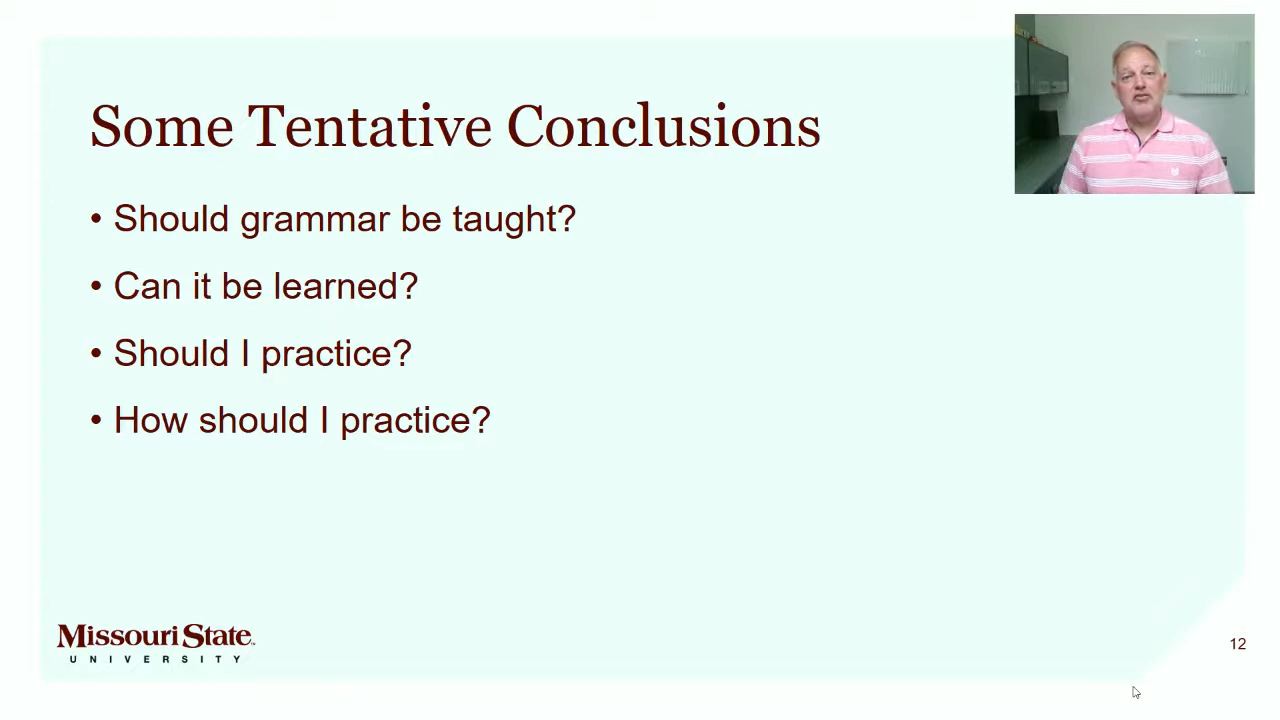 Some Tentative Conclusions
• Should grammar be taught?
• Can it be learned?
• Should I practice?
• How should I practice?
Missouri State
UNIVERSITY
12